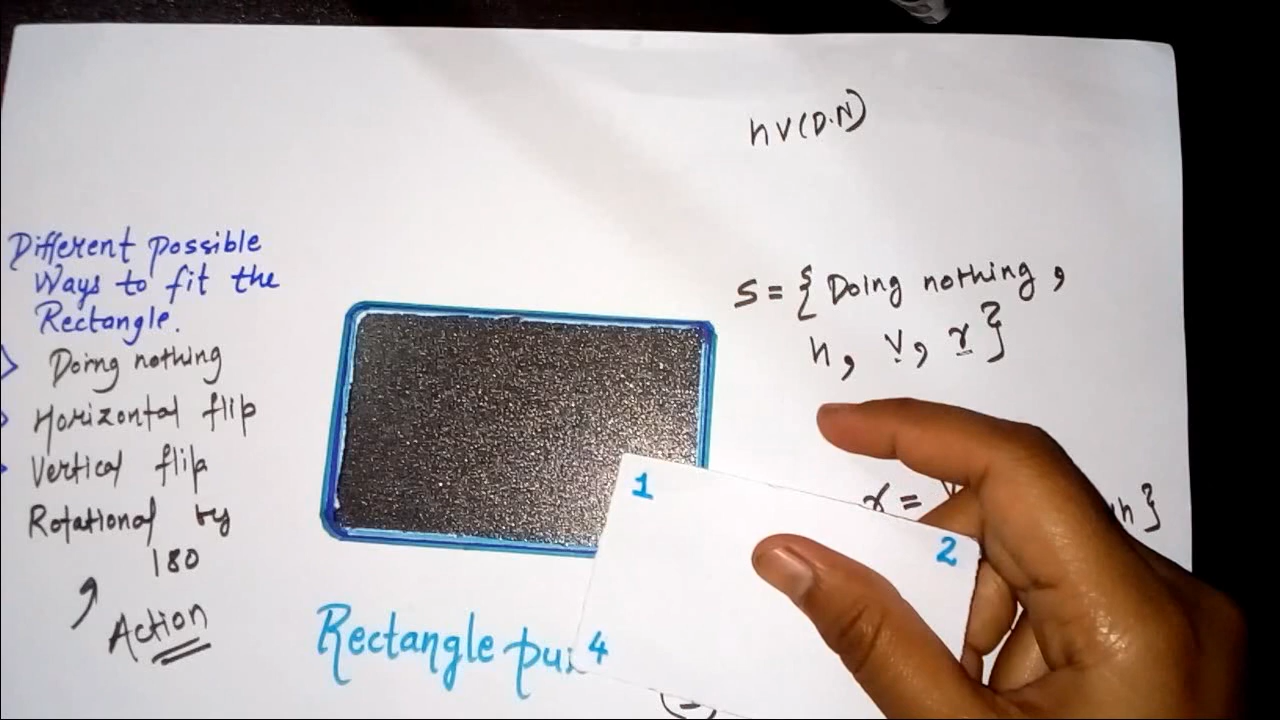 hv(D.N)
Different possible
Ways to fit the
Rectangle.
Doing nothing
Horizontal flip
Vertical flip
Rotational by
180
Action
S = { Doing nothing ,
h, v, r }
r =
h }
1
2
4
Rectangle